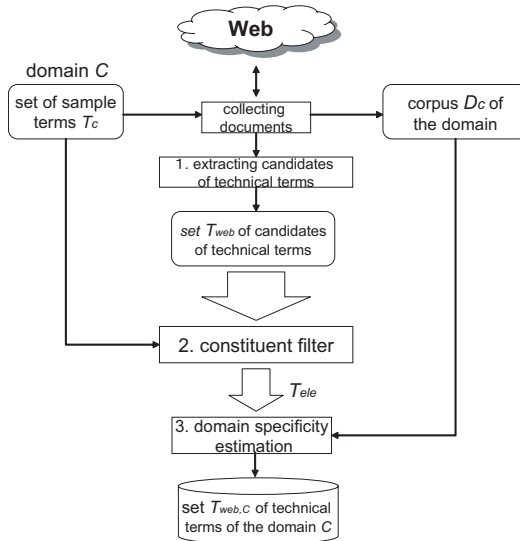 Web
domain C
set of sample
terms Tc
collecting
documents
corpus Dc of
the domain
1. extracting candidates
of technical terms
set Tweb of candidates
of technical terms
2. constituent filter
Tele
3. domain specificity
estimation
set Tweb,C of technical
terms of the domain C